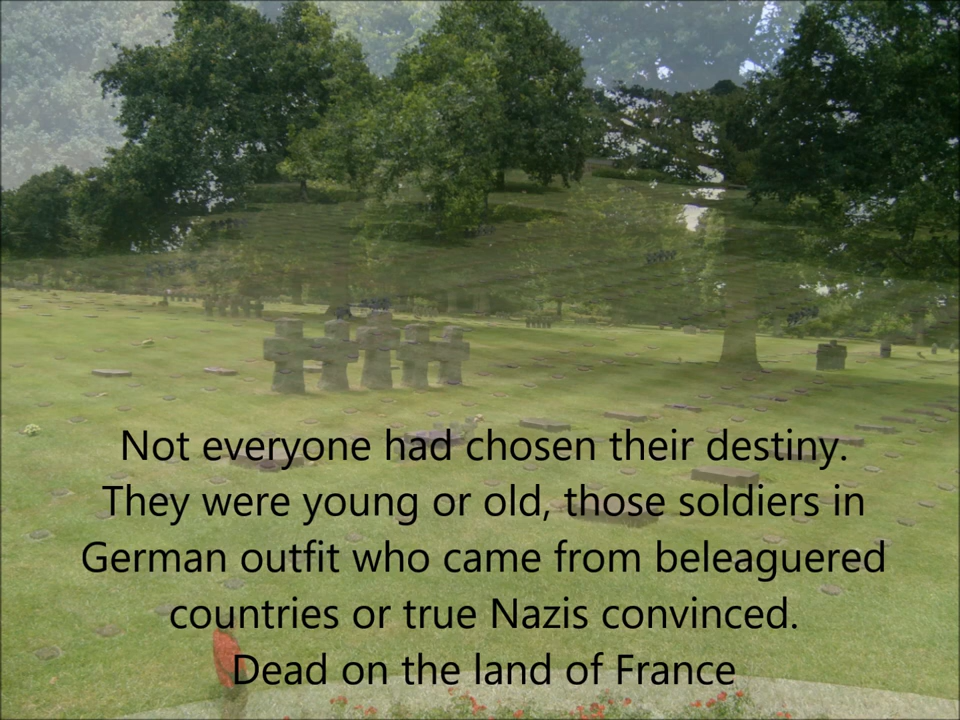 Not everyone had chosen their destiny.
They were young or old, those soldiers in
German outfit who came from beleaguered
countries or true Nazis convinced.
Dead on the land of France